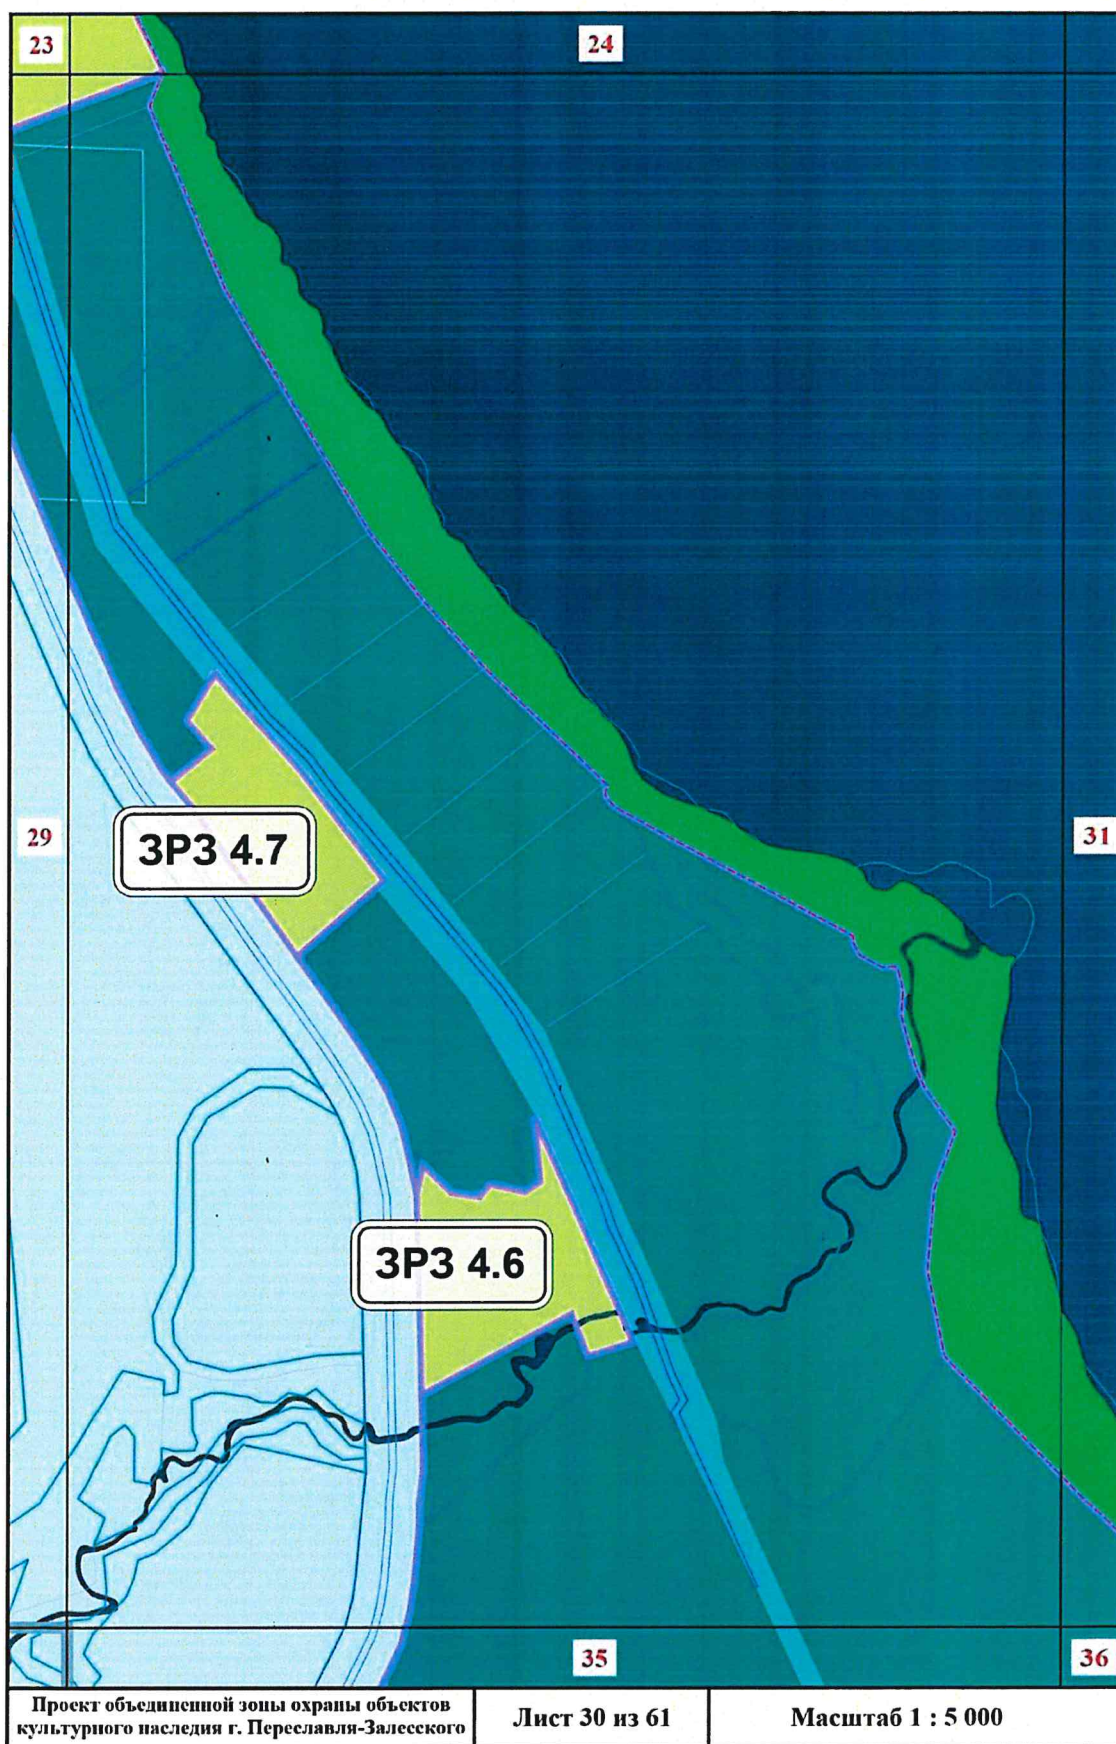 23
24
29
ЗРЗ 4.7
31
ЗРЗ 4.6
35
36
Проект объединенной зоны охраны объектов
культурного наследия г. Переславля-Залесского
Лист 30 из 61
Масштаб 1 : 5 000